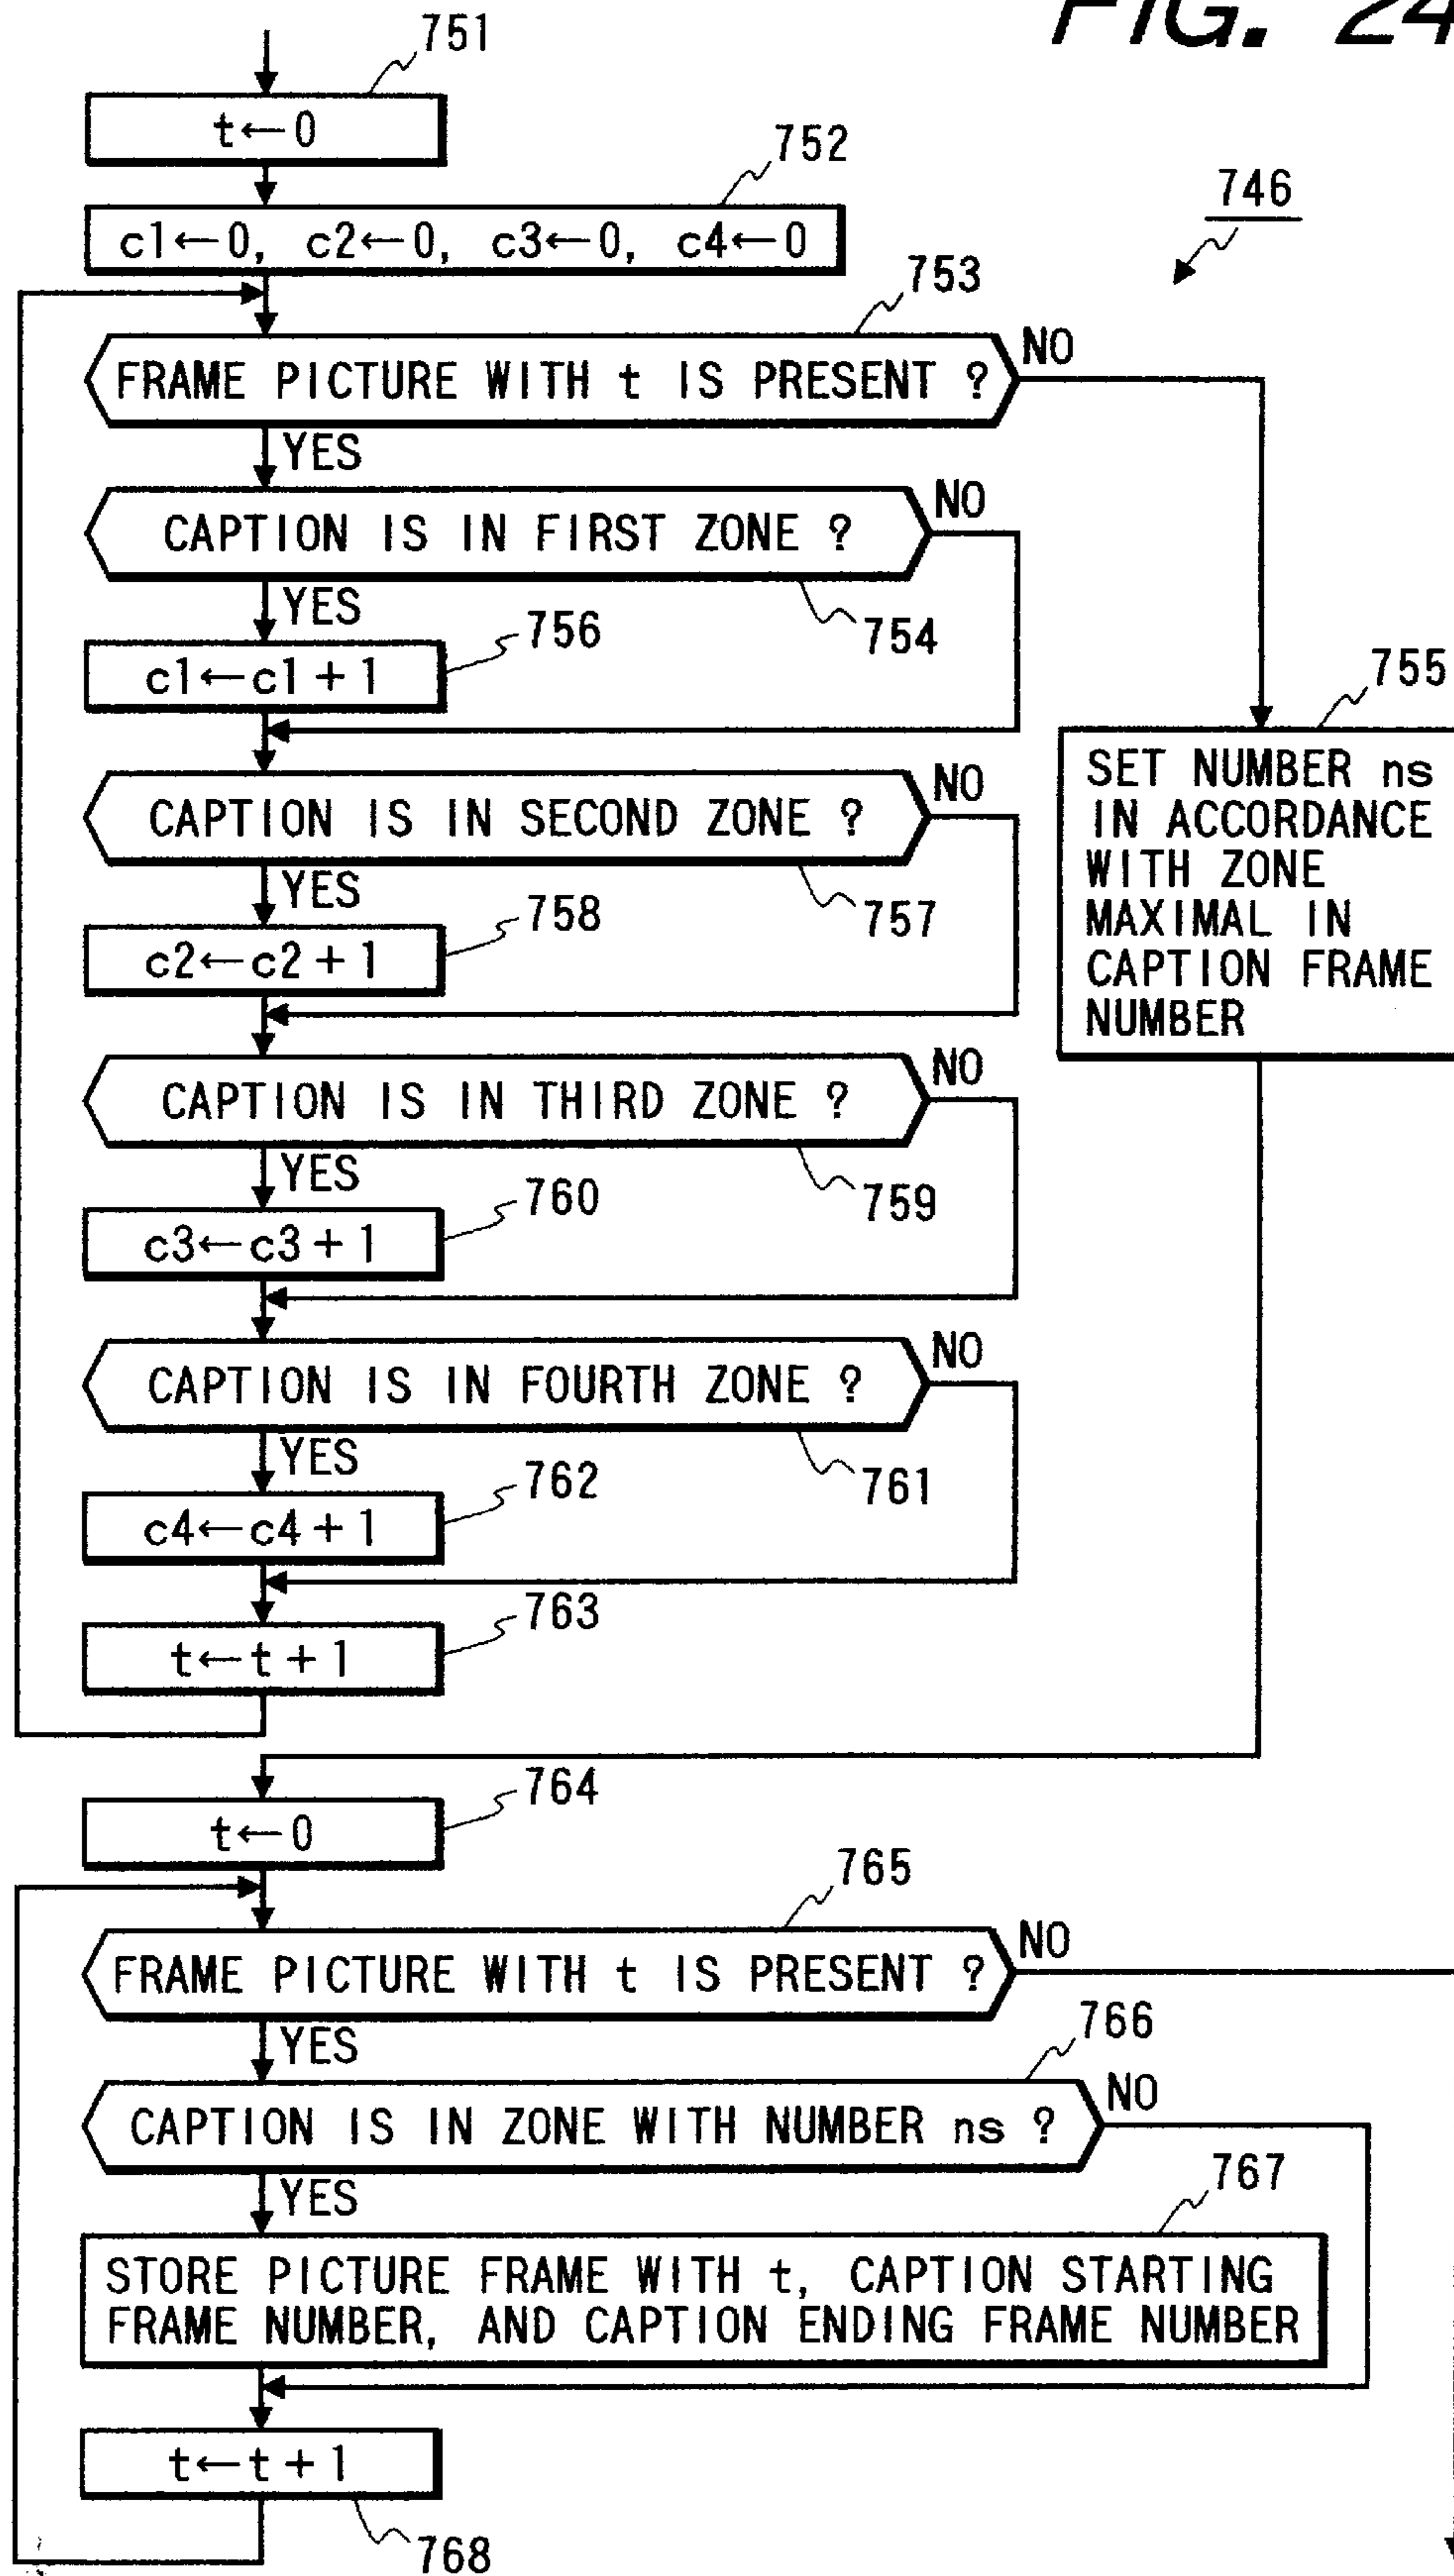 FIG. 24
751
t←0
752
c1←0, c2←0, c3←0, c4←0
746
753
FRAME PICTURE WITH t IS PRESENT ?
NO
YES
CAPTION IS IN FIRST ZONE ?
NO
754
YES
756
c1←c1+1
755
SET NUMBER ns
IN ACCORDANCE
WITH ZONE
MAXIMAL IN
CAPTION FRAME
NUMBER
CAPTION IS IN SECOND ZONE ?
NO
757
YES
758
c2←c2+1
CAPTION IS IN THIRD ZONE ?
NO
759
YES
760
c3←c3+1
CAPTION IS IN FOURTH ZONE ?
NO
761
YES
762
c4←c4+1
763
t←t+1
764
t←0
765
FRAME PICTURE WITH t IS PRESENT ?
NO
YES
766
CAPTION IS IN ZONE WITH NUMBER ns ?
NO
YES
767
STORE PICTURE FRAME WITH t, CAPTION STARTING
FRAME NUMBER, AND CAPTION ENDING FRAME NUMBER
t←t+1
768